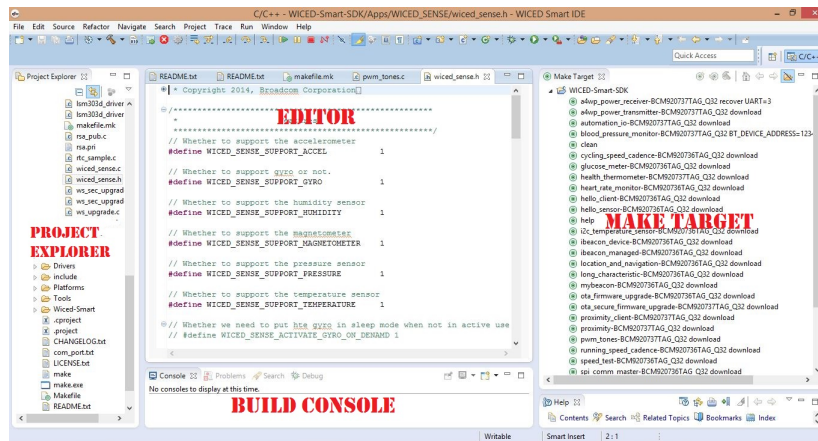 C/C++ - WICED-Smart-SDK/Apps/WICED_SENSE/wiced_sense.h - WICED Smart IDE
File Edit Source Refactor Navigate Search Project Trace Run Window Help
Quick Access
C/C++
Project Explorer
lsm303d_driver
lsm303d_driver
makefile.mk
rsa_pub.c
rsa.pri
rtc_sample.c
wiced_sense.c
wiced_sense.h
ws_sec_upgrad
ws_sec_upgrad
ws_upgrade.c
PROJECT
EXPLORER
Drivers
include
Platforms
Tools
Wiced-Smart
.cproject
.project
CHANGELOG.txt
com_port.txt
LICENSE.txt
make
make.exe
Makefile
README.txt
README.txt README.txt makefile.mk pwm_tones.c wiced_sense.h
* Copyright 2014, Broadcom Corporation
/******************************************************
*
******************************************************/
EDITOR
// Whether to support the accelerometer
#define WICED_SENSE_SUPPORT_ACCEL 1
// Whether to support gyro or not.
#define WICED_SENSE_SUPPORT_GYRO 1
// Whether to support the humidity sensor
#define WICED_SENSE_SUPPORT_HUMIDITY 1
// Whether to support the magnetometer
#define WICED_SENSE_SUPPORT_MAGNETOMETER 1
// Whether to support the pressure sensor
#define WICED_SENSE_SUPPORT_PRESSURE 1
// Whether to support the temperature sensor
#define WICED_SENSE_SUPPORT_TEMPERATURE 1
// Whether we need to put hte gyro in sleep mode when not in active use
// #define WICED_SENSE_ACTIVATE_GYRO_ON_DENAMD 1
Console Problems Search Debug
No consoles to display at this time.
BUILD CONSOLE
Make Target
WICED-Smart-SDK
a4wp_power_receiver-BCM920737TAG_Q32 recover UART=3
a4wp_power_transmitter-BCM920736TAG_Q32 download
automation_io-BCM920736TAG_Q32 download
blood_pressure_monitor-BCM920736TAG_Q32 BT_DEVICE_ADDRESS=1234
clean
cycling_speed_cadence-BCM920736TAG_Q32 download
glucose_meter-BCM920736TAG_Q32 download
health_thermometer-BCM920737TAG_Q32 download
heart_rate_monitor-BCM920736TAG_Q32 download
hello_client-BCM920736TAG_Q32 download
hello_sensor-BCM920736TAG_Q32 download
help
MAKE TARGET
i2c_temperature_sensor-BCM920736TAG_Q32 download
ibeacon_device-BCM920736TAG_Q32 download
ibeacon_managed-BCM920736TAG_Q32 download
location_and_navigation-BCM920736TAG_Q32 download
long_characteristic-BCM920736TAG_Q32 download
mybeacon-BCM920736TAG_Q32 download
ota_firmware_upgrade-BCM920736TAG_Q32 download
ota_secure_firmware_upgrade-BCM920736TAG_Q32 download
proximity_client-BCM920736TAG_Q32 download
proximity-BCM920737TAG_Q32 download
pwm_tones-BCM920736TAG_Q32 download
running_speed_cadence-BCM920736TAG_Q32 download
speed_test-BCM920736TAG_Q32 download
spi_comm_master-BCM920736TAG_Q32 download
Help
Contents Search Related Topics Bookmarks Index
Writable Smart Insert 2 : 1